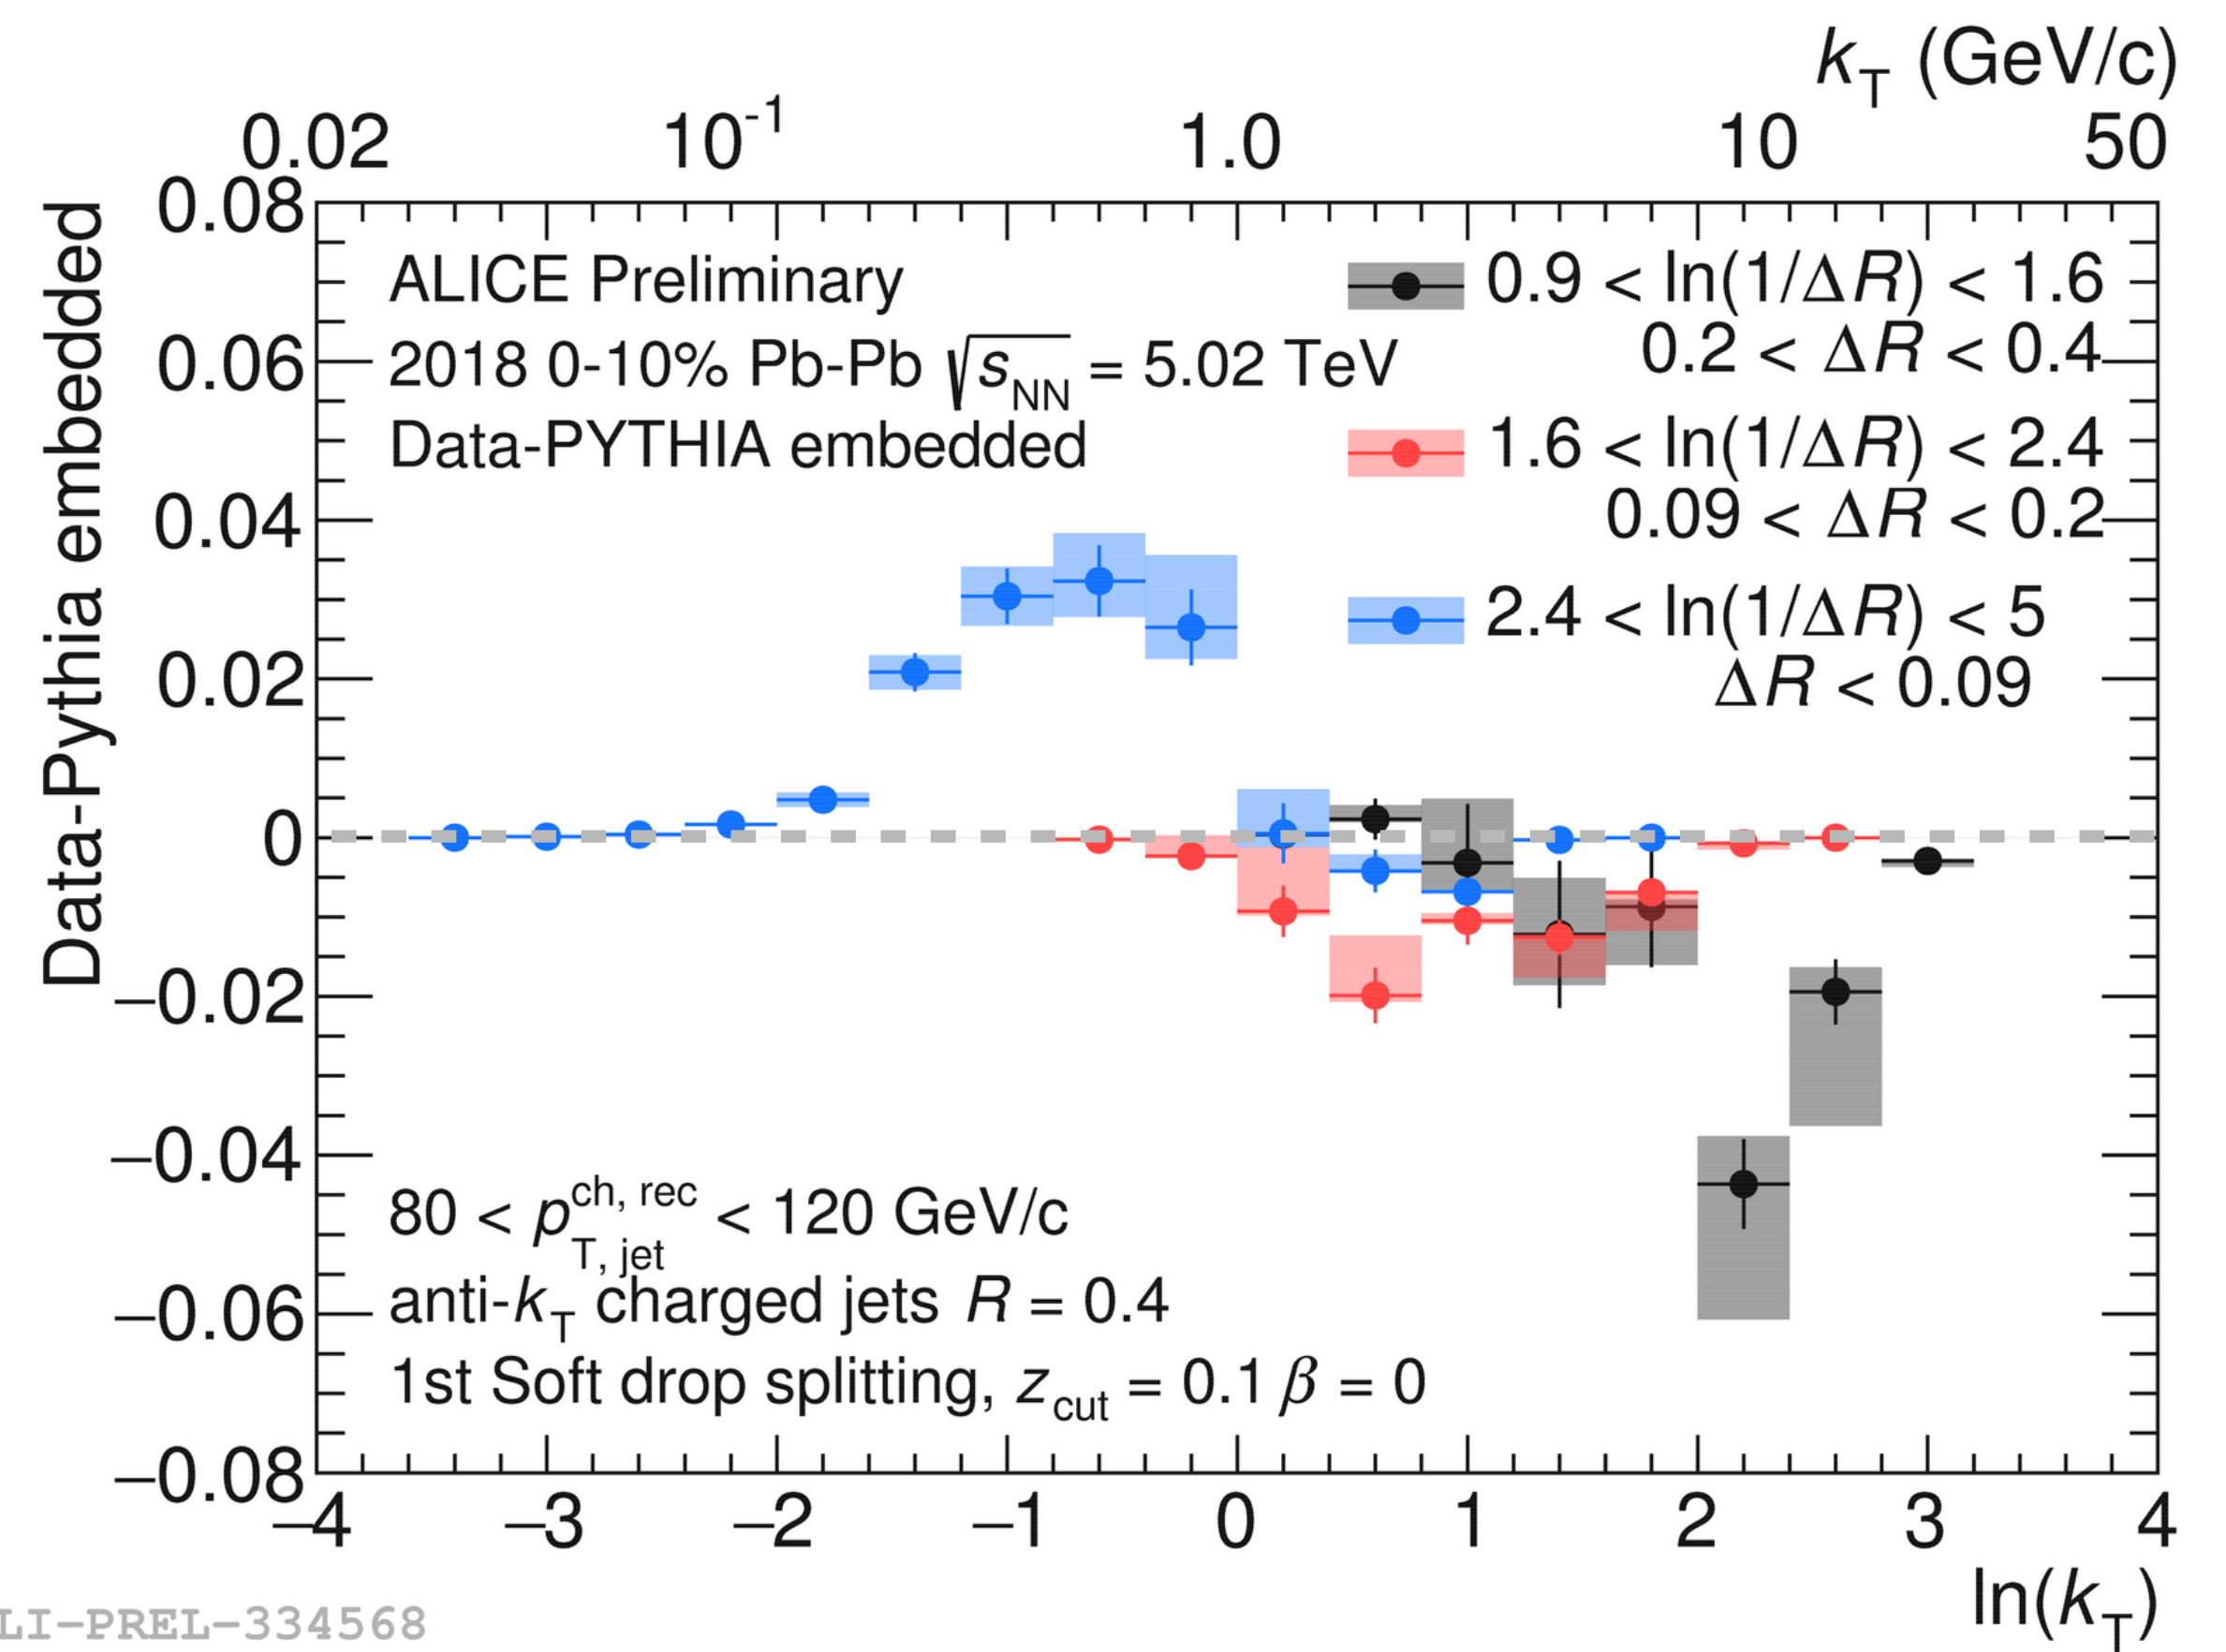 k_T (GeV/c)
0.02 10^-1 1.0 10 50
Data-Pythia embedded
0.08
0.06
0.04
0.02
0
−0.02
−0.04
−0.06
−0.08
ALICE Preliminary
2018 0-10% Pb-Pb √s_NN = 5.02 TeV
Data-PYTHIA embedded
0.9 < ln(1/ΔR) < 1.6
0.2 < ΔR < 0.4
1.6 < ln(1/ΔR) < 2.4
0.09 < ΔR < 0.2
2.4 < ln(1/ΔR) < 5
ΔR < 0.09
80 < p_T, jet^ch, rec < 120 GeV/c
anti-k_T charged jets R = 0.4
1st Soft drop splitting, z_cut = 0.1 β = 0
−4 −3 −2 −1 0 1 2 3 4
ln(k_T)
LI-PREL-334568